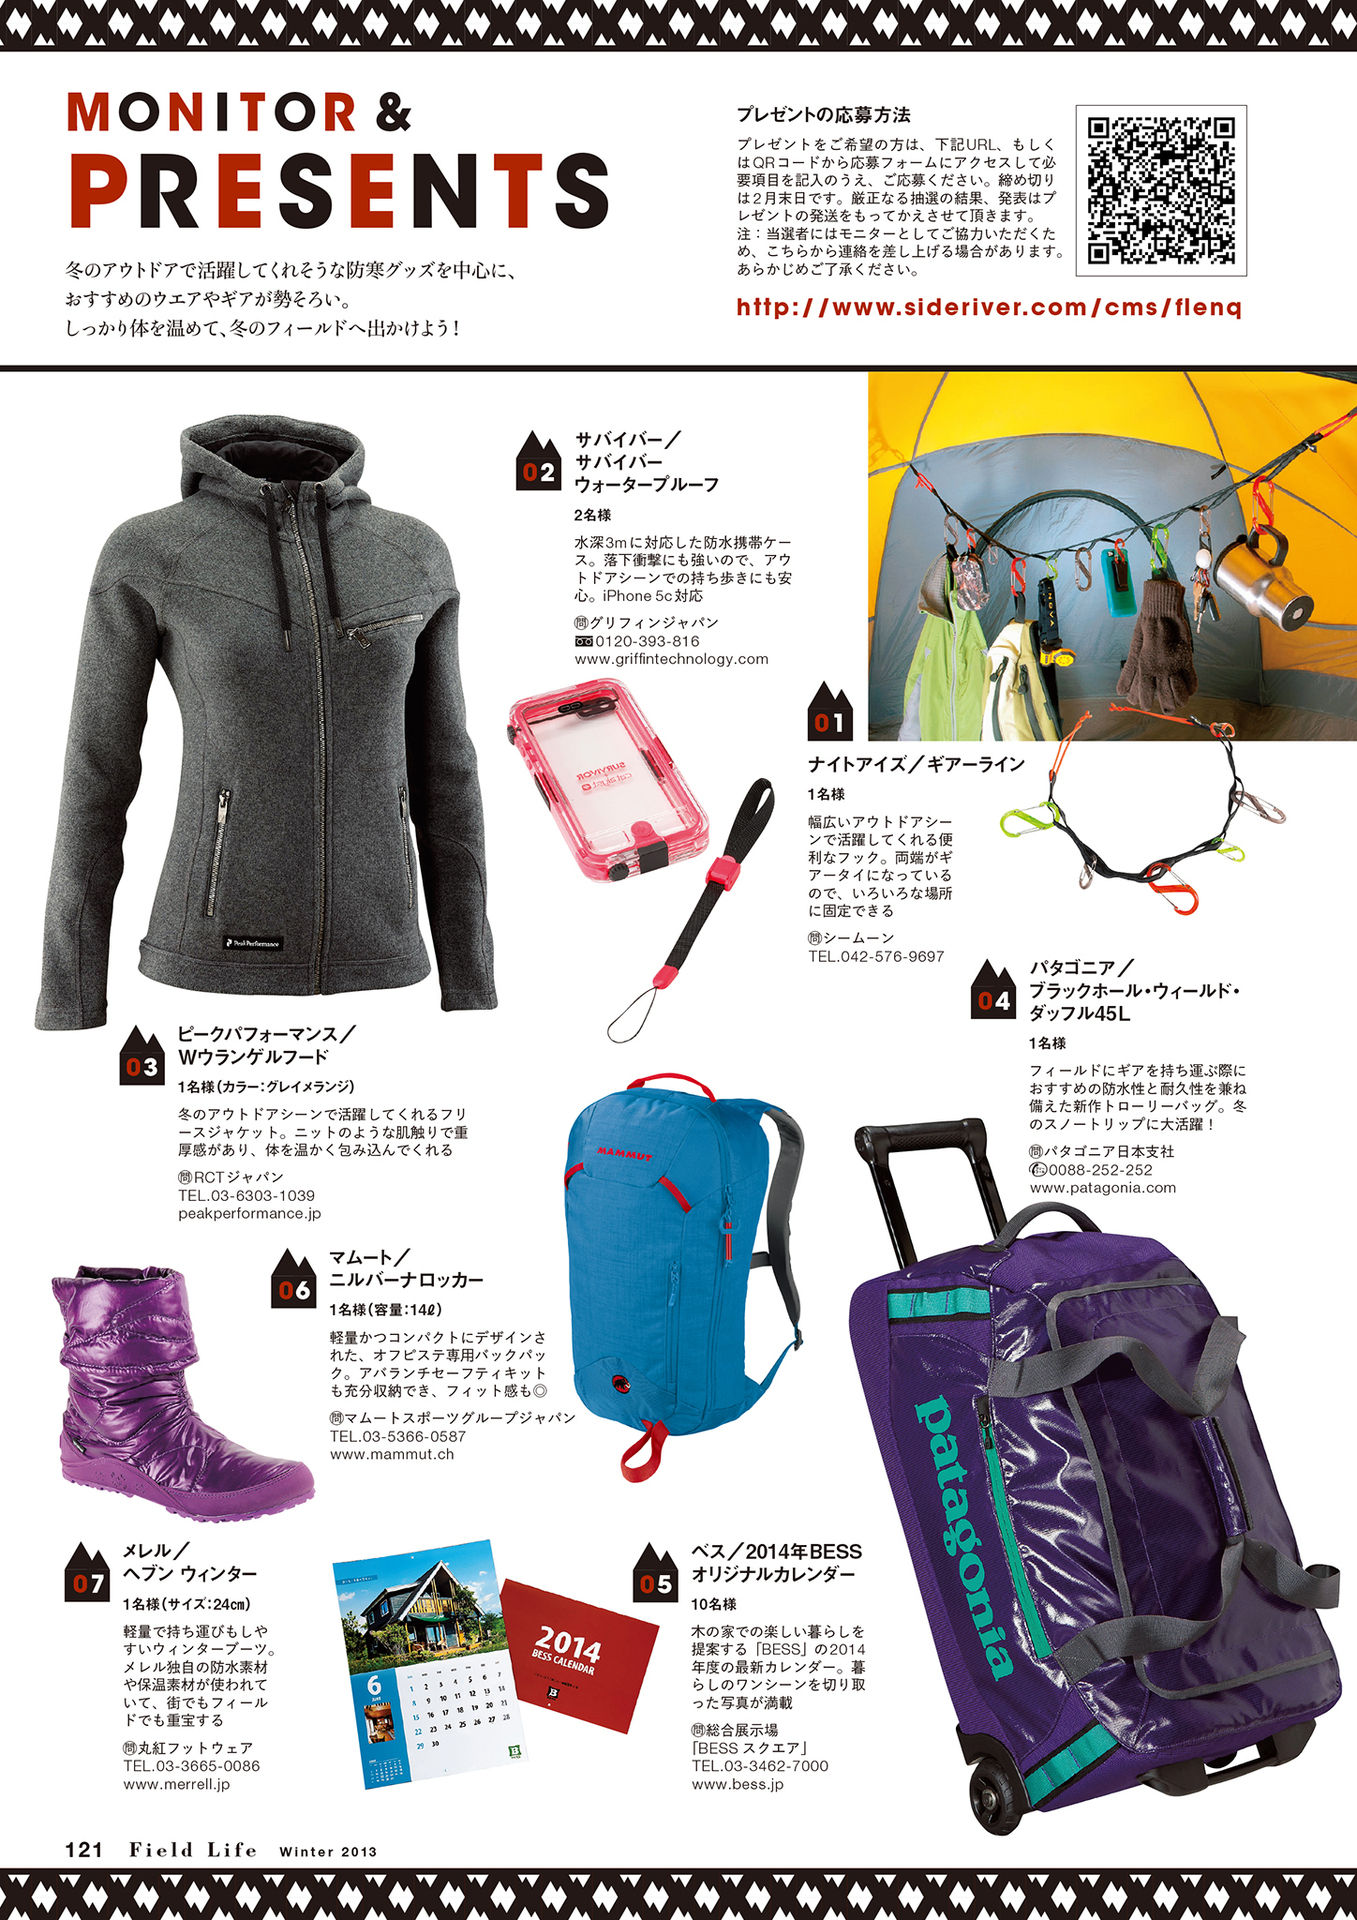 MONITOR &
PRESENTS
冬のアウトドアで活躍してくれそうな防寒グッズを中心に、
おすすめのウエアやギアが勢そろい。
しっかり体を温めて、冬のフィールドへ出かけよう！
プレゼントの応募方法
プレゼントをご希望の方は、下記URL、もしく
はQRコードから応募フォームにアクセスして必
要項目を記入のうえ、ご応募ください。締め切り
は2月末日です。厳正なる抽選の結果、発表はプ
レゼントの発送をもってかえさせて頂きます。
注：当選者にはモニターとしてご協力いただくた
め、こちらから連絡を差し上げる場合があります。
あらかじめご了承ください。
http://www.sideriver.com/cms/flenq
01
ナイトアイズ／ギアーライン
1名様
幅広いアウトドアシー
ンで活躍してくれる便
利なフック。両端がギ
アータイになっている
ので、いろいろな場所
に固定できる
㉄シームーン
TEL.042-576-9697
02
サバイバー／
サバイバー
ウォータープルーフ
2名様
水深3mに対応した防水携帯ケー
ス。落下衝撃にも強いので、アウ
トドアシーンでの持ち歩きにも安
心。iPhone 5c対応
㉄グリフィンジャパン
0120-393-816
www.griffintechnology.com
SURVIVOR
Peak Performance
03
ピークパフォーマンス／
Wウランゲルフード
1名様（カラー：グレイメランジ）
冬のアウトドアシーンで活躍してくれるフリ
ースジャケット。ニットのような肌触りで重
厚感があり、体を温かく包み込んでくれる
㉄RCTジャパン
TEL.03-6303-1039
peakperformance.jp
04
パタゴニア／
ブラックホール・ウィールド・
ダッフル45L
1名様
フィールドにギアを持ち運ぶ際に
おすすめの防水性と耐久性を兼ね
備えた新作トローリーバッグ。冬
のスノートリップに大活躍！
㉄パタゴニア日本支社
0088-252-252
www.patagonia.com
patagonia
MAMMUT
06
マムート／
ニルバーナロッカー
1名様（容量：14ℓ）
軽量かつコンパクトにデザインさ
れた、オフピステ専用バックパッ
ク。アバランチセーフティキット
も充分収納でき、フィット感も◎
㉄マムートスポーツグループジャパン
TEL.03-5366-0587
www.mammut.ch
07
メレル／
ヘブン ウィンター
1名様（サイズ：24㎝）
軽量で持ち運びもしや
すいウィンターブーツ。
メレル独自の防水素材
や保温素材が使われて
いて、街でもフィール
ドでも重宝する
㉄丸紅フットウェア
TEL.03-3665-0086
www.merrell.jp
6
JUNE
1 2 3 4 5 6 7
8 9 10 11 12 13 14
15 16 17 18 19 20 21
22 23 24 25 26 27 28
29 30
2014
BESS CALENDAR
05
ベス／2014年BESS
オリジナルカレンダー
10名様
木の家での楽しい暮らしを
提案する「BESS」の2014
年度の最新カレンダー。暮
らしのワンシーンを切り取
った写真が満載
㉄総合展示場
「BESS スクエア」
TEL.03-3462-7000
www.bess.jp
121 Field Life Winter 2013